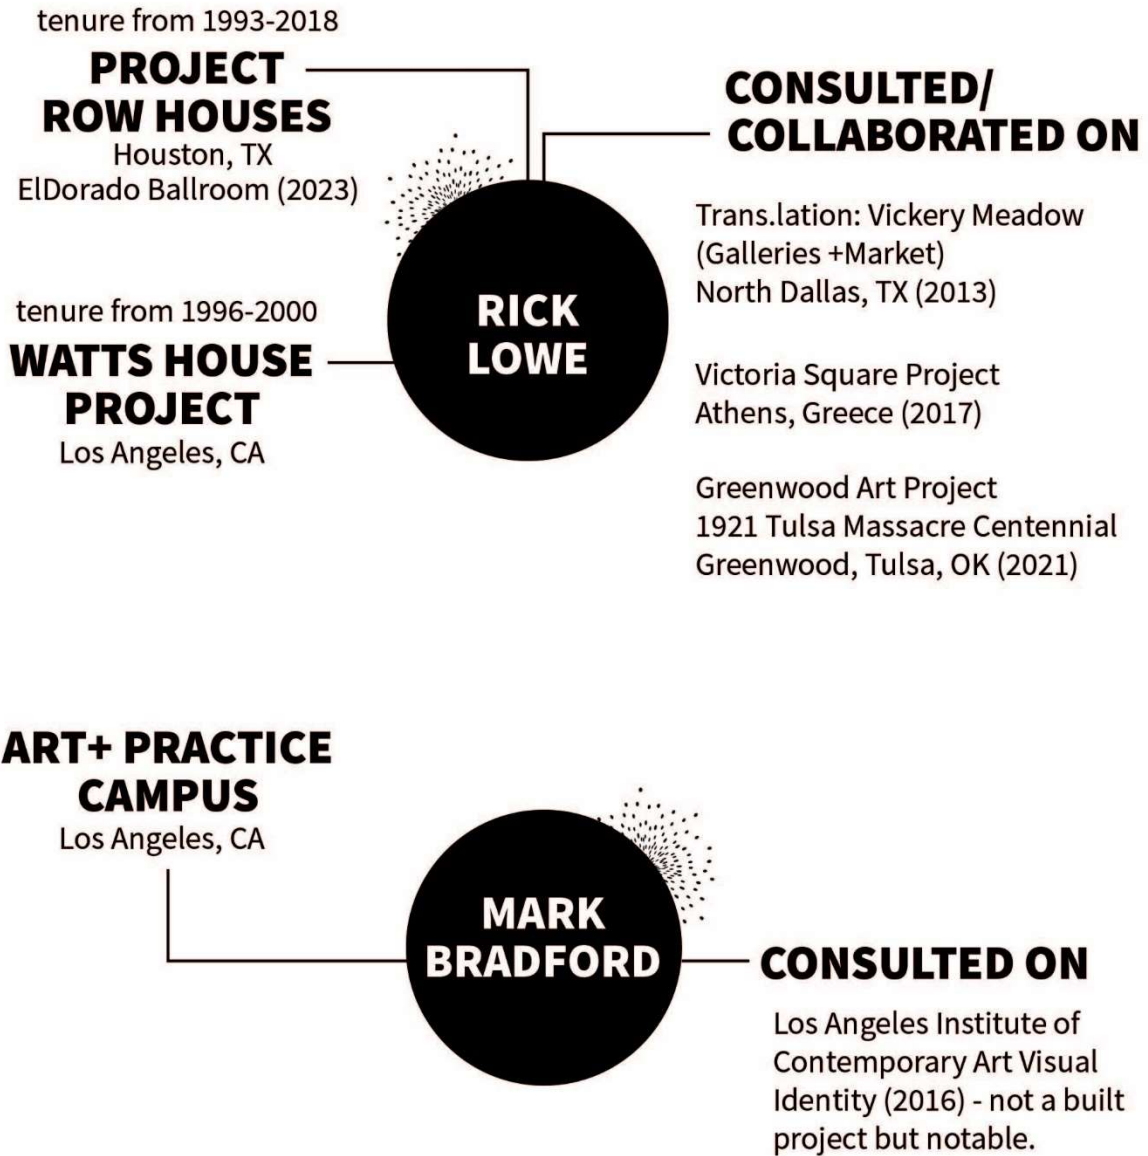 tenure from 1993-2018
PROJECT
ROW HOUSES
Houston, TX
ElDorado Ballroom (2023)
tenure from 1996-2000
WATTS HOUSE
PROJECT
Los Angeles, CA
RICK
LOWE
CONSULTED/
COLLABORATED ON
Trans.lation: Vickery Meadow
(Galleries +Market)
North Dallas, TX (2013)
Victoria Square Project
Athens, Greece (2017)
Greenwood Art Project
1921 Tulsa Massacre Centennial
Greenwood, Tulsa, OK (2021)
ART+ PRACTICE
CAMPUS
Los Angeles, CA
MARK
BRADFORD
CONSULTED ON
Los Angeles Institute of
Contemporary Art Visual
Identity (2016) - not a built
project but notable.